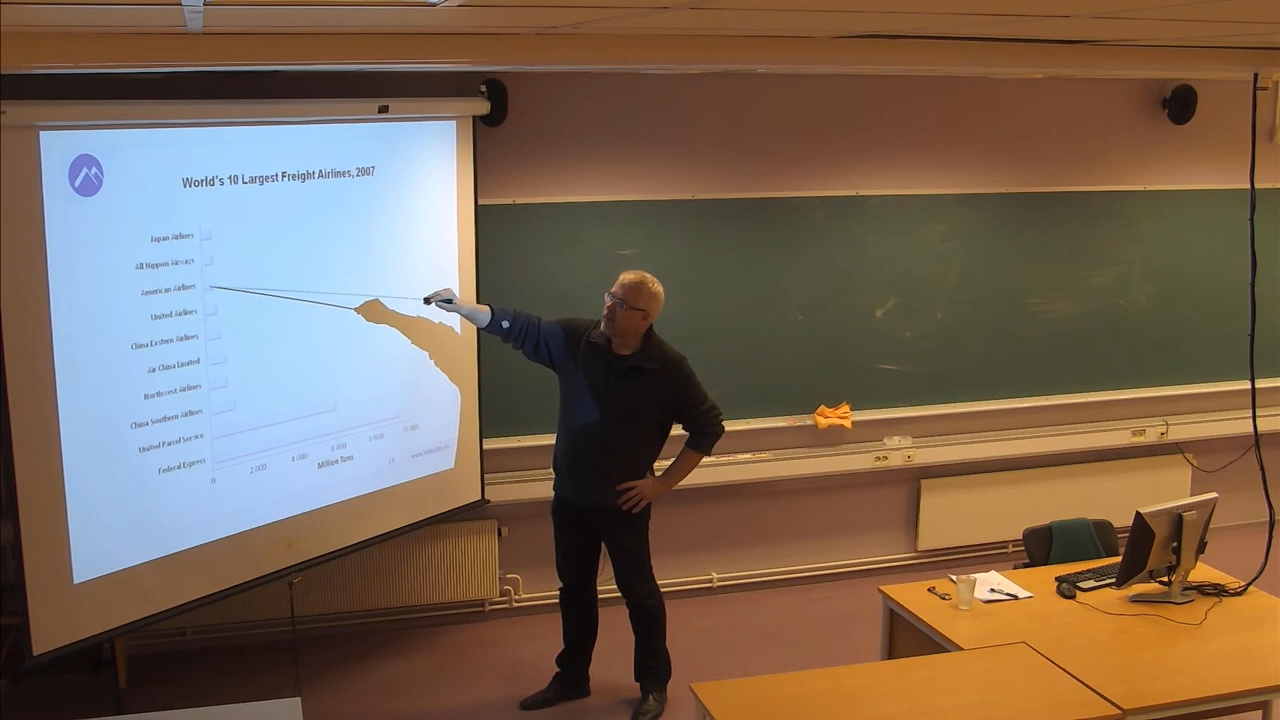 World's 10 Largest Freight Airlines, 2007
Japan Airlines
All Nippon Airways
American Airlines
United Airlines
China Eastern Airlines
Air China Limited
Northwest Airlines
China Southern Airlines
United Parcel Service
Federal Express
0
2 000
4 000
6 000
8 000
10 000
Million Tons